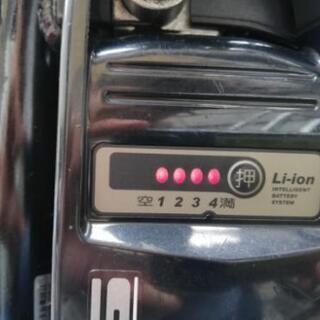 押
Li-ion
INTELLIGENT
BATTERY
SYSTEM
空 1 2 3 4 満